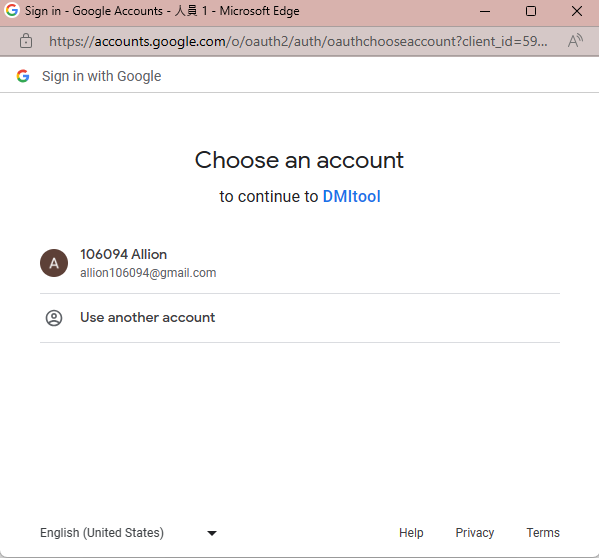 Sign in - Google Accounts - 人員 1 - Microsoft Edge
https://accounts.google.com/o/oauth2/auth/oauthchooseaccount?client_id=59...
Sign in with Google
Choose an account
to continue to DMItool
A 106094 Allion
allion106094@gmail.com
Use another account
English (United States) Help Privacy Terms